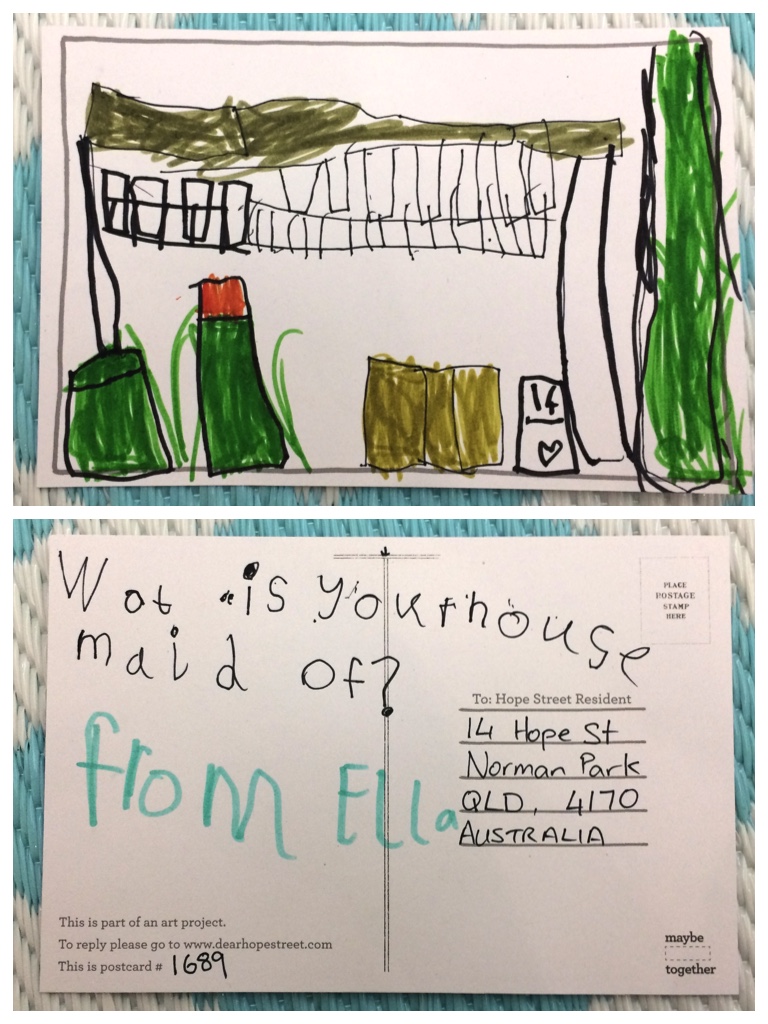 14
Wot is your house
maid of?
from Ella
PLACE
POSTAGE
STAMP
HERE
To: Hope Street Resident
14 Hope St
Norman Park
QLD, 4170
AUSTRALIA
This is part of an art project.
To reply please go to www.dearhopestreet.com
This is postcard # 1689
maybe
together